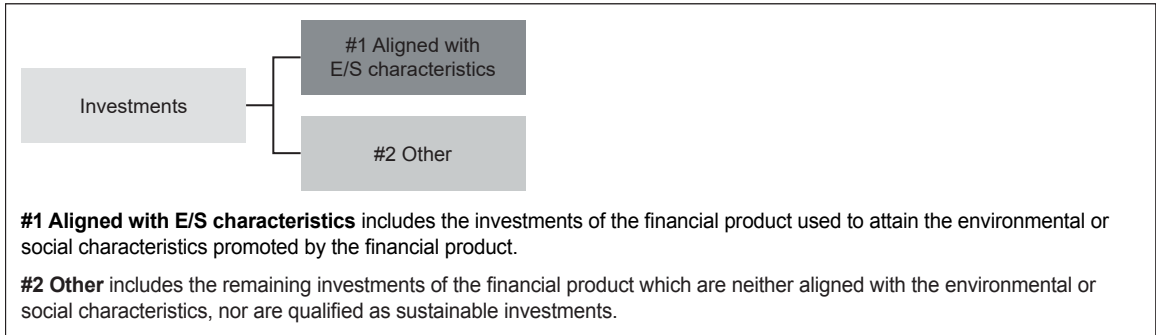 #1 Aligned with
E/S characteristics
Investments
#2 Other
#1 Aligned with E/S characteristics includes the investments of the financial product used to attain the environmental or
social characteristics promoted by the financial product.
#2 Other includes the remaining investments of the financial product which are neither aligned with the environmental or
social characteristics, nor are qualified as sustainable investments.